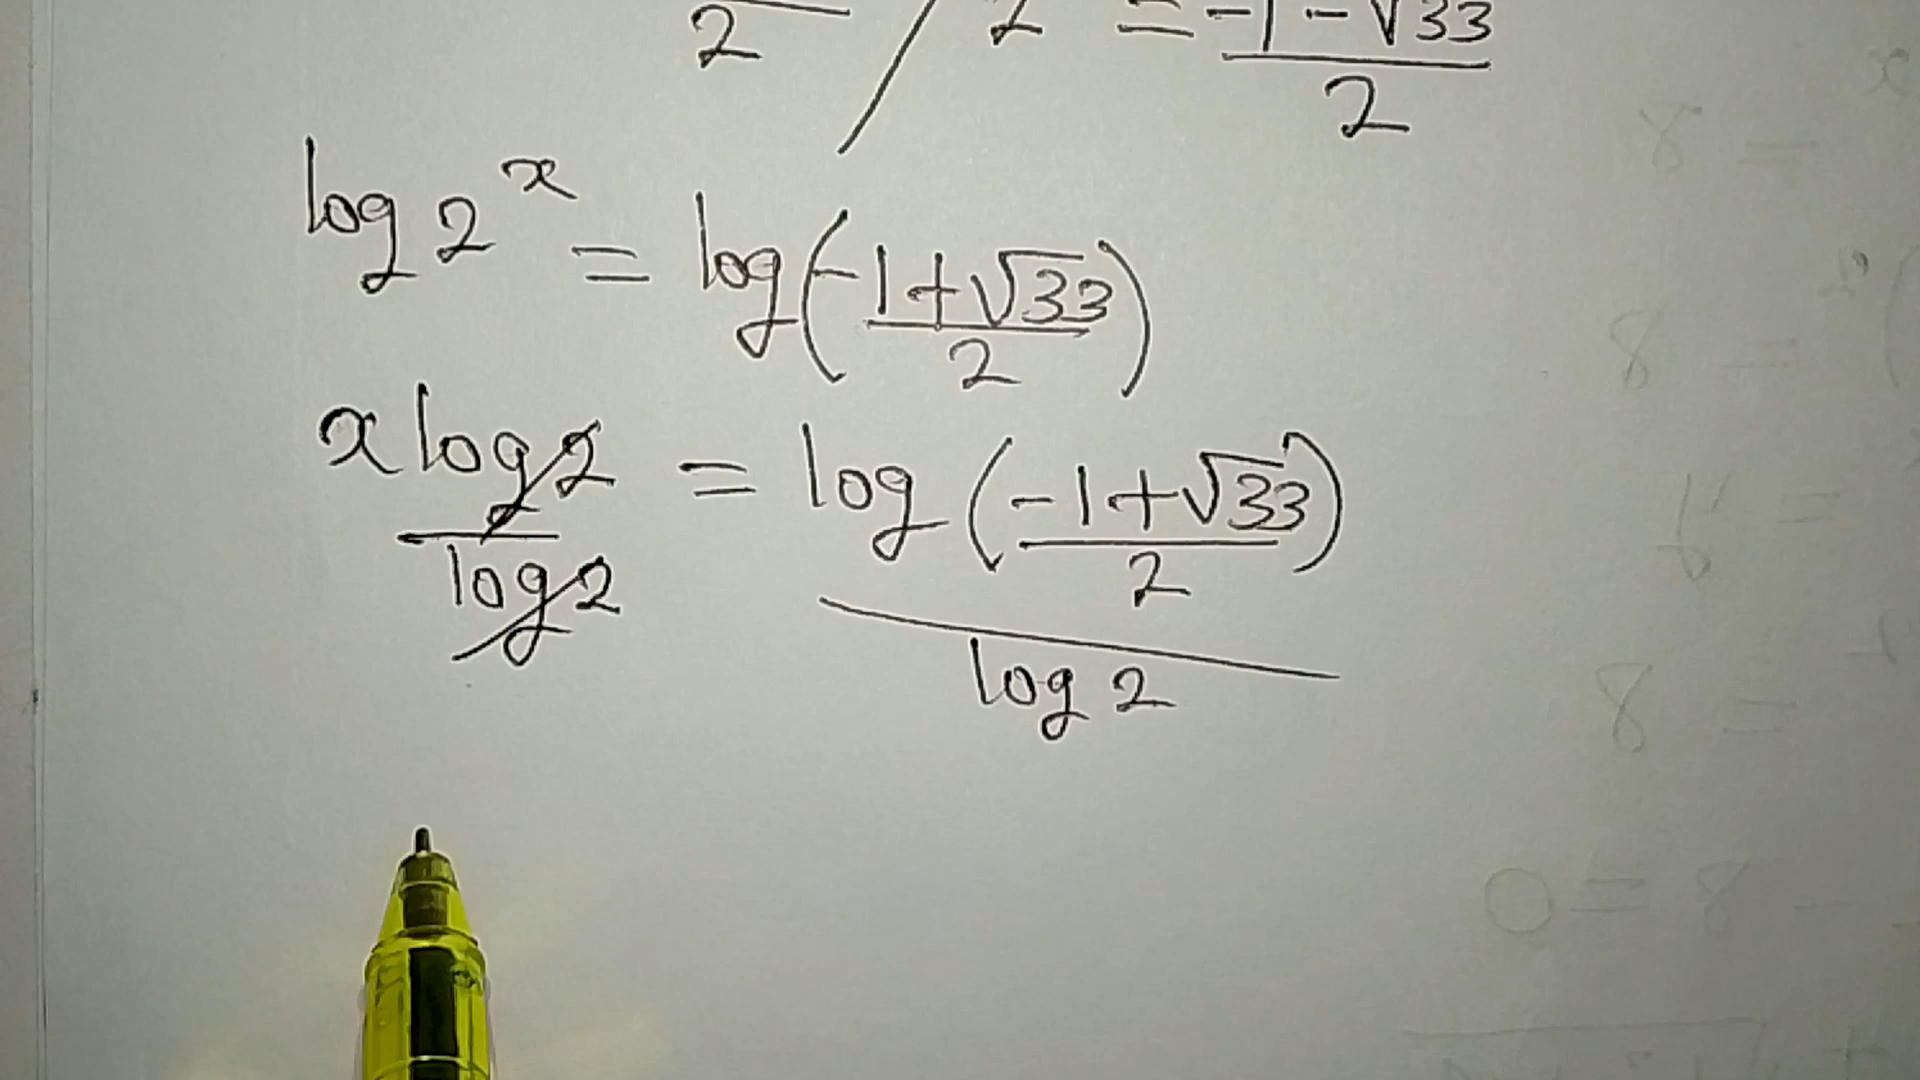 2 / 2 = (-1-√33)/2
log 2^x = log((-1+√33)/2)
(x log 2)/(log 2) = (log((-1+√33)/2))/(log 2)